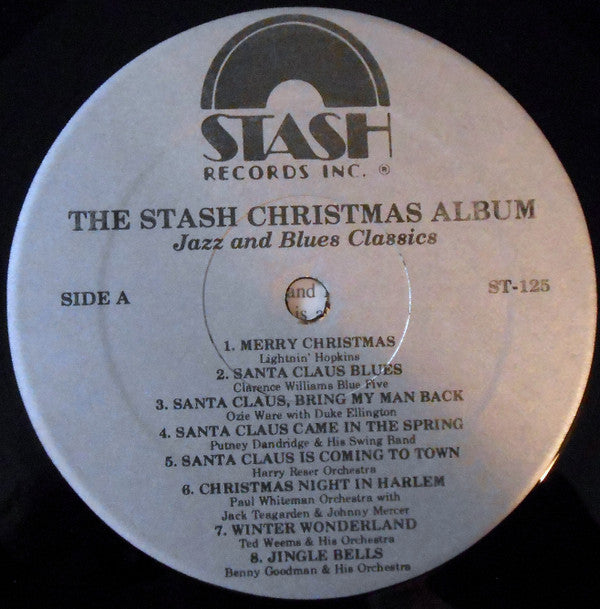 STASH
RECORDS INC. ®
THE STASH CHRISTMAS ALBUM
Jazz and Blues Classics
SIDE A
ST-125
and
is a
1. MERRY CHRISTMAS
Lightnin' Hopkins
2. SANTA CLAUS BLUES
Clarence Williams Blue Five
3. SANTA CLAUS, BRING MY MAN BACK
Ozie Ware with Duke Ellington
4. SANTA CLAUS CAME IN THE SPRING
Putney Dandridge & His Swing Band
5. SANTA CLAUS IS COMING TO TOWN
Harry Reser Orchestra
6. CHRISTMAS NIGHT IN HARLEM
Paul Whiteman Orchestra with
Jack Teagarden & Johnny Mercer
7. WINTER WONDERLAND
Ted Weems & His Orchestra
8. JINGLE BELLS
Benny Goodman & His Orchestra